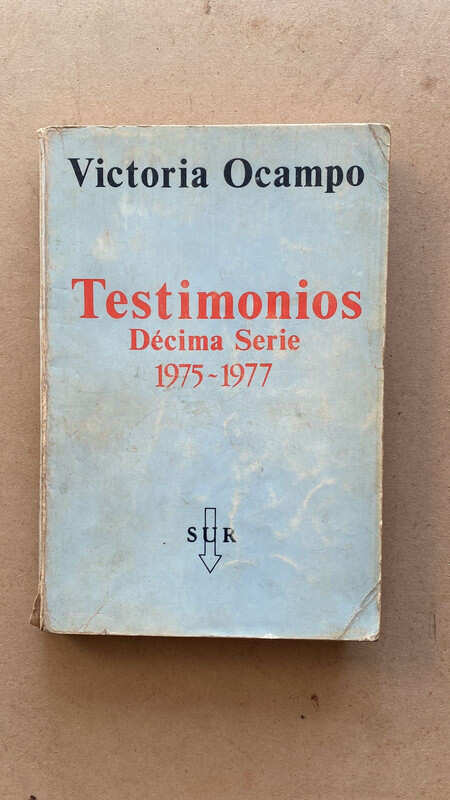 Victoria Ocampo
Testimonios
Décima Serie
1975-1977
SUR